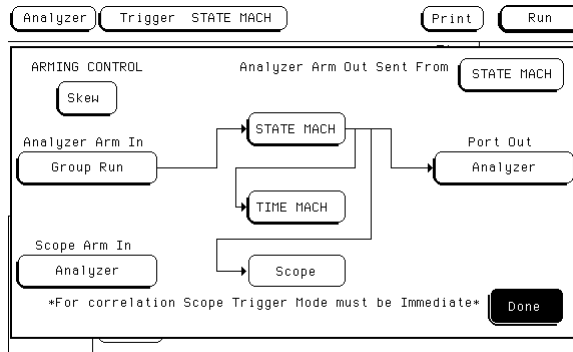 Analyzer Trigger STATE MACH Print Run
ARMING CONTROL
Analyzer Arm Out Sent From STATE MACH
Skew
Analyzer Arm In
STATE MACH
Port Out
Group Run
Analyzer
TIME MACH
Scope Arm In
Analyzer
Scope
*For correlation Scope Trigger Mode must be Immediate*
Done